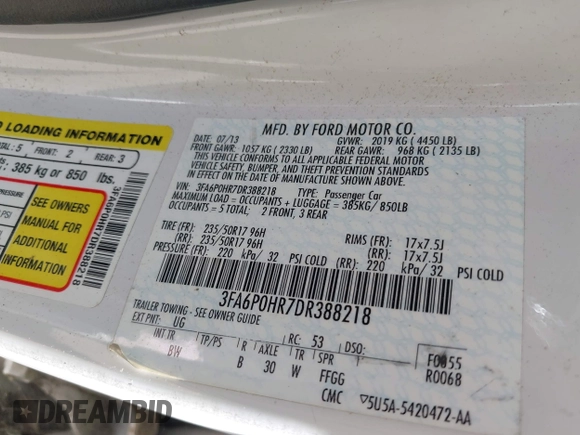 D LOADING INFORMATION
TAL: 5 FRONT: 2 REAR: 3
s: 385 kg or 850 lbs.
PRESSURE
PSI
SEE OWNERS
MANUAL FOR
ADDITIONAL
INFORMATION
3FA6P0HR7DR388218
MFD. BY FORD MOTOR CO.
DATE: 07/13 GVWR: 2019 KG ( 4450 LB)
FRONT GAWR: 1057 KG ( 2330 LB) REAR GAWR: 968 KG ( 2135 LB)
THIS VEHICLE CONFORMS TO ALL APPLICABLE FEDERAL MOTOR
VEHICLE SAFETY, BUMPER, AND THEFT PREVENTION STANDARDS IN
EFFECT ON THE DATE OF MANUFACTURE SHOWN ABOVE.
VIN: 3FA6P0HR7DR388218 TYPE: Passenger Car
MAXIMUM LOAD = OCCUPANTS + LUGGAGE = 385KG/ 850LB
OCCUPANTS = 5 TOTAL: 2 FRONT, 3 REAR
TIRE (FR): 235/50R17 96H RIMS (FR): 17x7.5J
(RR): 235/50R17 96H (RR): 17x7.5J
PRESSURE (FR): 220 kPa/ 32 PSI COLD (RR): 220 kPa/ 32 PSI COLD
3FA6P0HR7DR388218
TRAILER TOWING - SEE OWNER GUIDE
EXT PNT: UG RC: 53 DSO: F0055
INT TR TP/PS R AXLE TR SPR R0068
BW B 30 W FFGG
CMC 5U5A-5420472-AA
DREAMBID